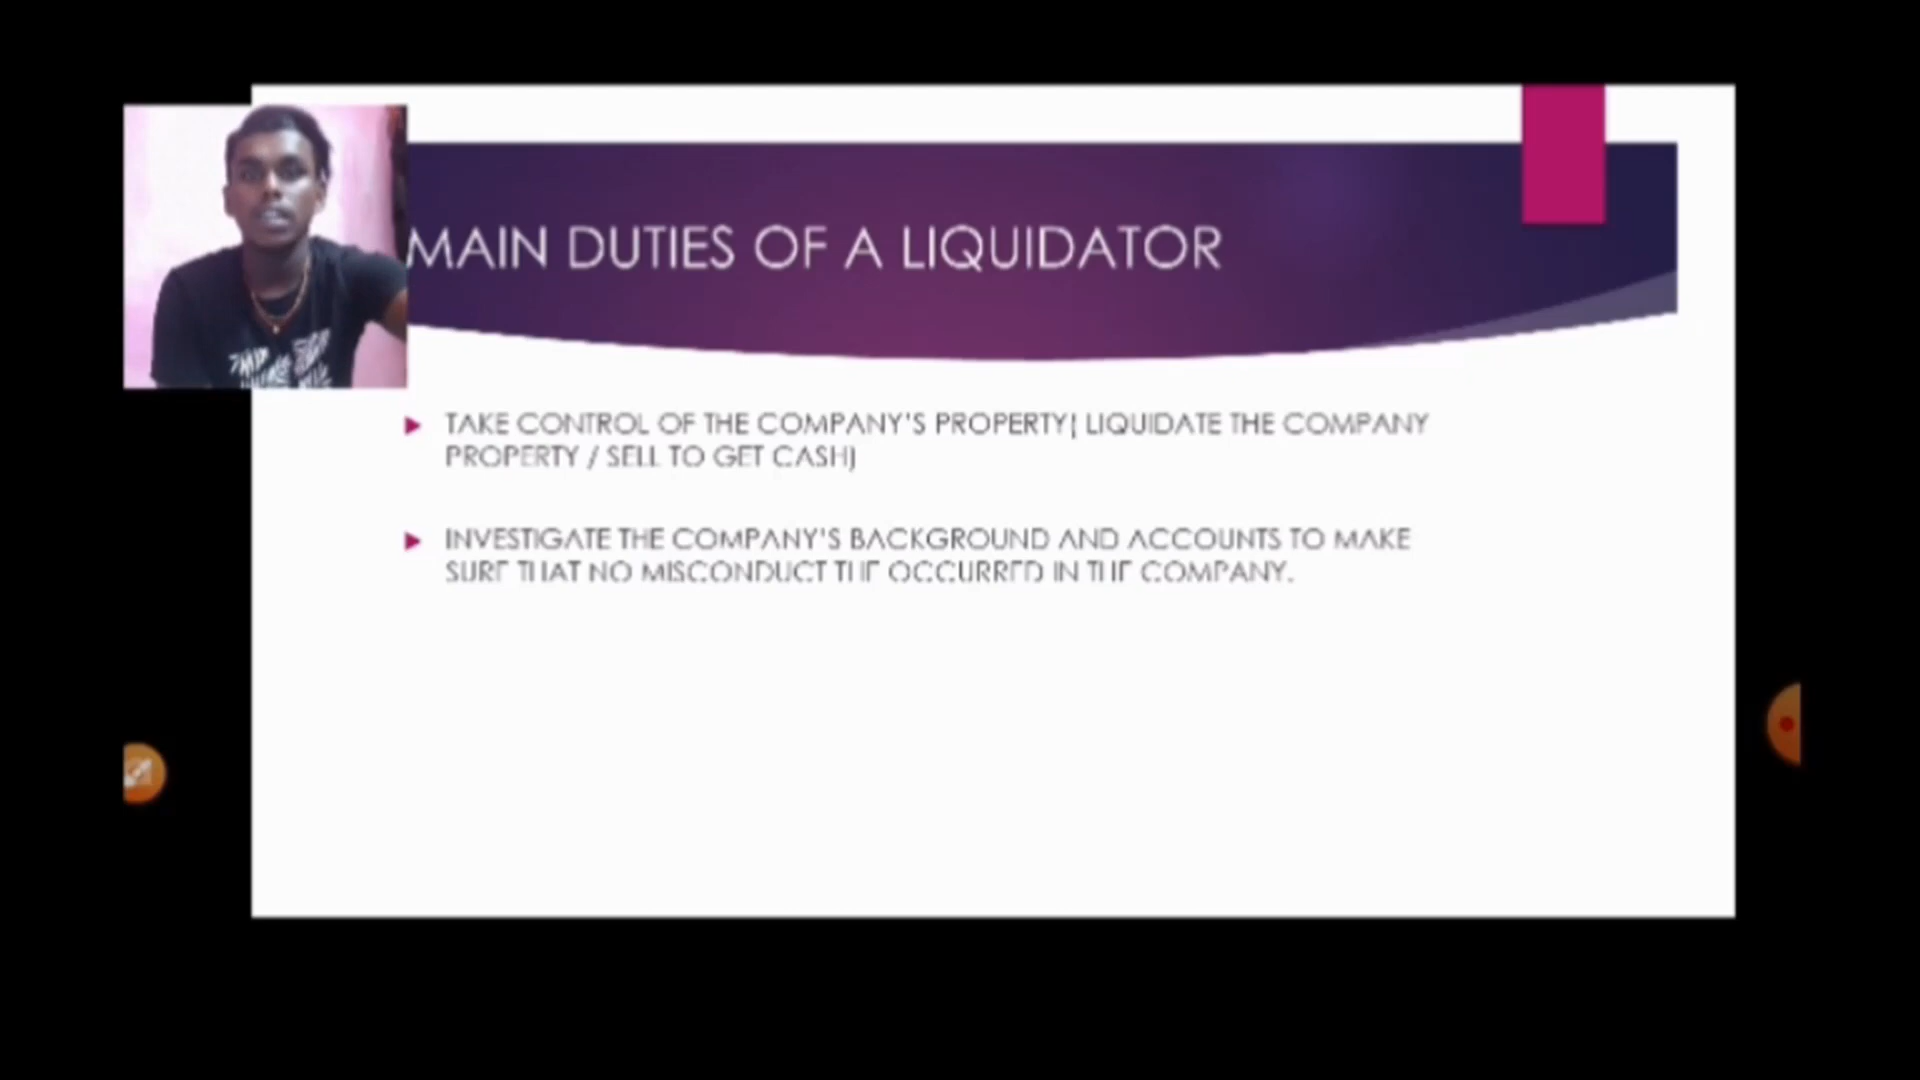 MAIN DUTIES OF A LIQUIDATOR
TAKE CONTROL OF THE COMPANY'S PROPERTY( LIQUIDATE THE COMPANY
PROPERTY / SELL TO GET CASH)
INVESTIGATE THE COMPANY'S BACKGROUND AND ACCOUNTS TO MAKE
SURE THAT NO MISCONDUCT THE OCCURRED IN THE COMPANY.